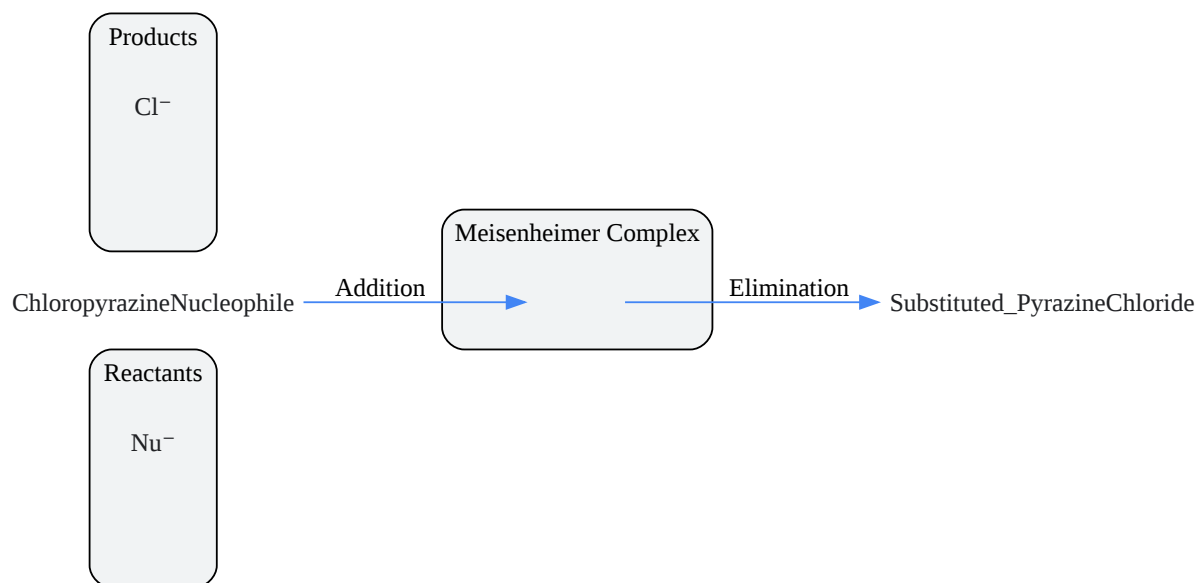 Products
Cl⁻
Meisenheimer Complex
ChloropyrazineNucleophile
Addition
Elimination
Substituted_PyrazineChloride
Reactants
Nu⁻